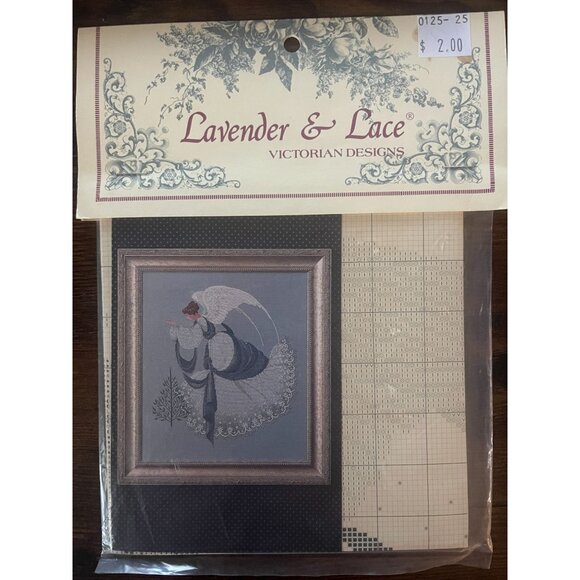 0125-25
$ 2.00
Lavender & Lace®
VICTORIAN DESIGNS